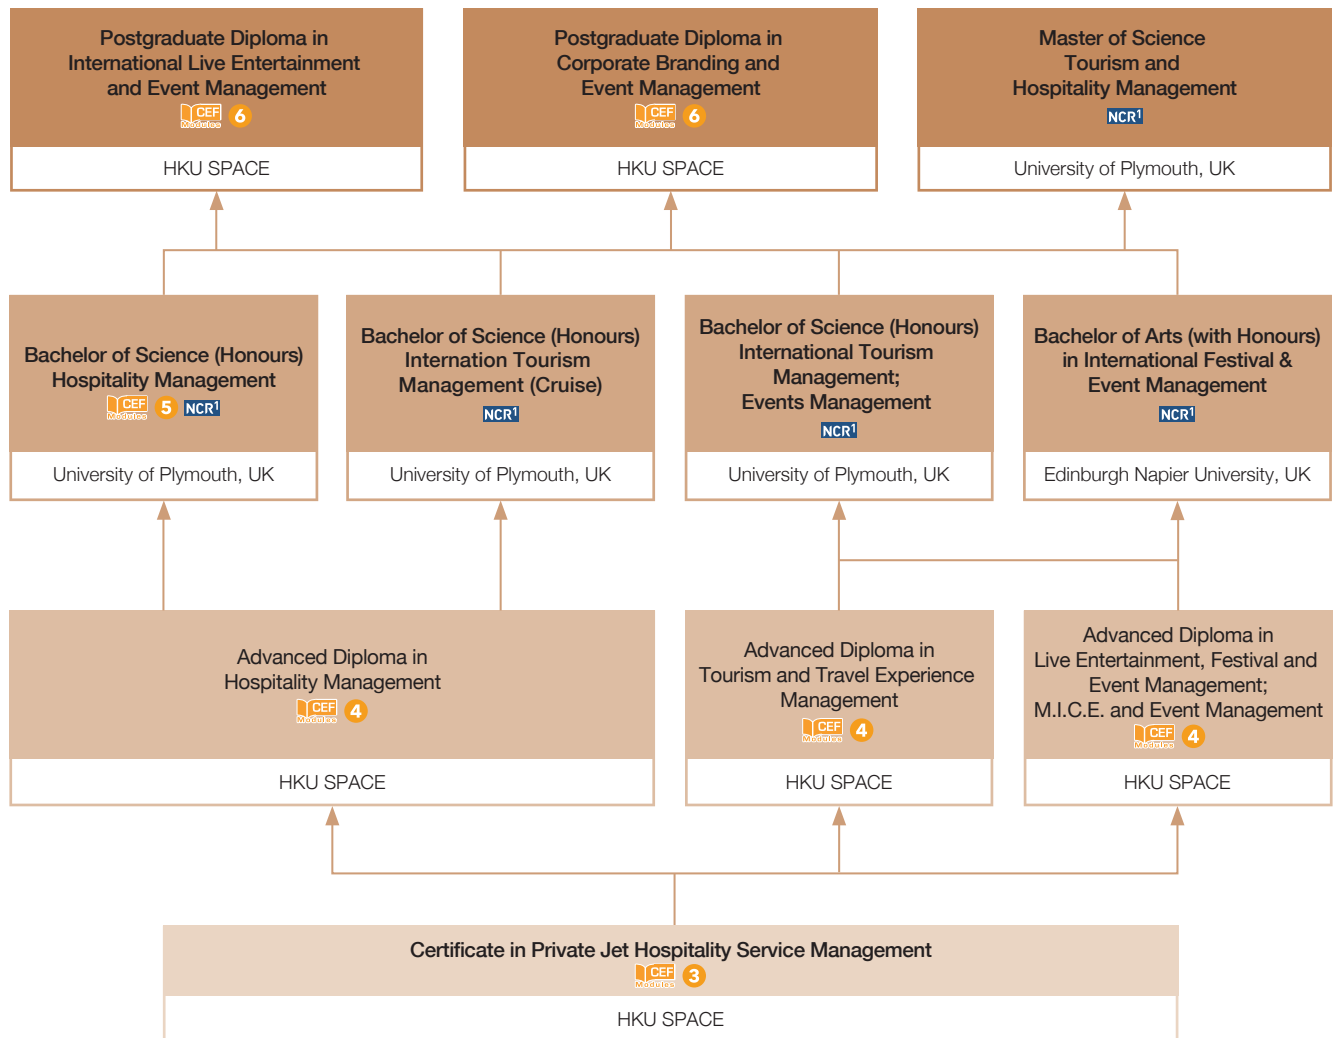 Postgraduate Diploma in
International Live Entertainment
and Event Management
CEF
Modules
6
HKU SPACE
Postgraduate Diploma in
Corporate Branding and
Event Management
CEF
Modules
6
HKU SPACE
Master of Science
Tourism and
Hospitality Management
NCR1
University of Plymouth, UK
Bachelor of Science (Honours)
Hospitality Management
CEF
Modules
5 NCR1
University of Plymouth, UK
Bachelor of Science (Honours)
Internation Tourism
Management (Cruise)
NCR1
University of Plymouth, UK
Bachelor of Science (Honours)
International Tourism
Management;
Events Management
NCR1
University of Plymouth, UK
Bachelor of Arts (with Honours)
in International Festival &
Event Management
NCR1
Edinburgh Napier University, UK
Advanced Diploma in
Hospitality Management
CEF
Modules
4
HKU SPACE
Advanced Diploma in
Tourism and Travel Experience
Management
CEF
Modules
4
HKU SPACE
Advanced Diploma in
Live Entertainment, Festival and
Event Management;
M.I.C.E. and Event Management
CEF
Modules
4
HKU SPACE
Certificate in Private Jet Hospitality Service Management
CEF
Modules
3
HKU SPACE